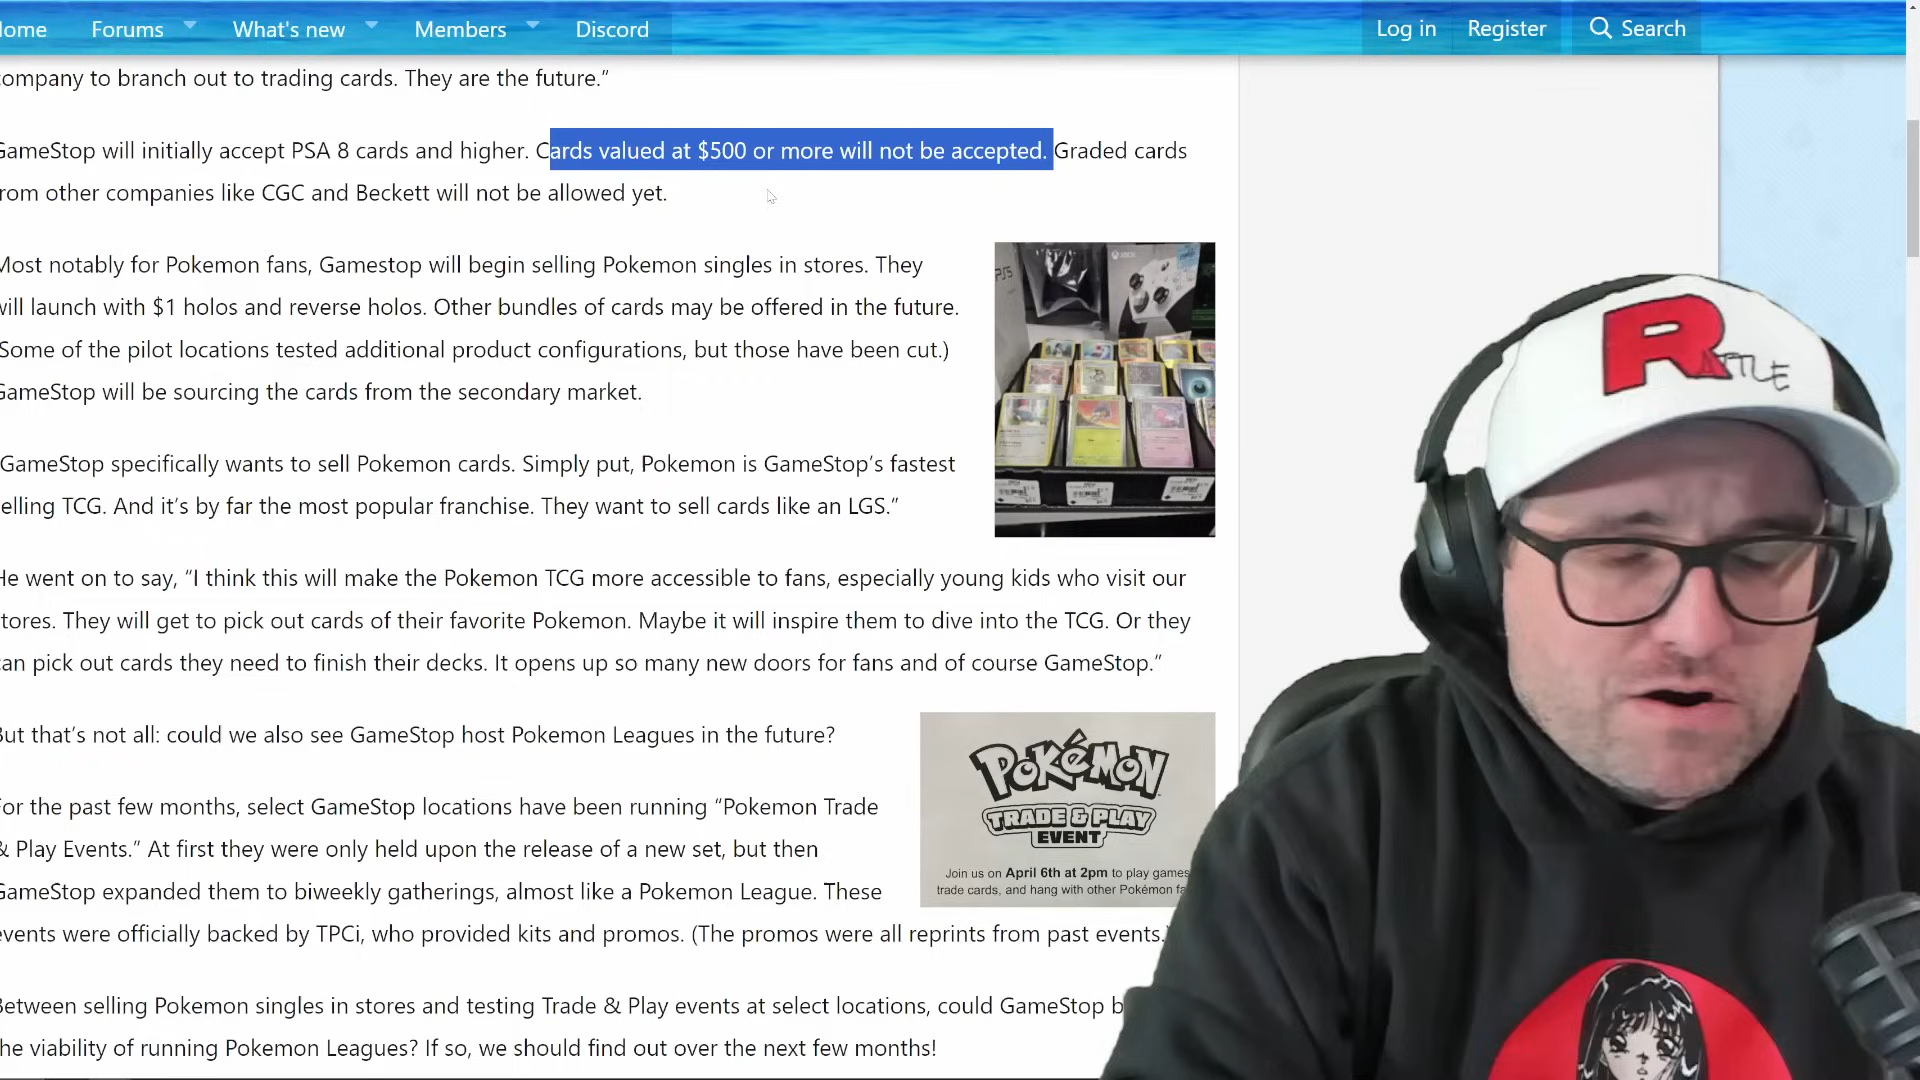 ome
Forums
What's new
Members
Discord
Log in
Register
Search
ompany to branch out to trading cards. They are the future.”
GameStop will initially accept PSA 8 cards and higher. Cards valued at $500 or more will not be accepted. Graded cards
rom other companies like CGC and Beckett will not be allowed yet.
Most notably for Pokemon fans, Gamestop will begin selling Pokemon singles in stores. They
will launch with $1 holos and reverse holos. Other bundles of cards may be offered in the future.
Some of the pilot locations tested additional product configurations, but those have been cut.)
GameStop will be sourcing the cards from the secondary market.
GameStop specifically wants to sell Pokemon cards. Simply put, Pokemon is GameStop’s fastest
elling TCG. And it’s by far the most popular franchise. They want to sell cards like an LGS.”
He went on to say, “I think this will make the Pokemon TCG more accessible to fans, especially young kids who visit our
tores. They will get to pick out cards of their favorite Pokemon. Maybe it will inspire them to dive into the TCG. Or they
an pick out cards they need to finish their decks. It opens up so many new doors for fans and of course GameStop.”
But that’s not all: could we also see GameStop host Pokemon Leagues in the future?
For the past few months, select GameStop locations have been running “Pokemon Trade
& Play Events.” At first they were only held upon the release of a new set, but then
GameStop expanded them to biweekly gatherings, almost like a Pokemon League. These
events were officially backed by TPCi, who provided kits and promos. (The promos were all reprints from past events.
Between selling Pokemon singles in stores and testing Trade & Play events at select locations, could GameStop b
he viability of running Pokemon Leagues? If so, we should find out over the next few months!
PS5
XBOX
POKéMON
TRADE & PLAY
EVENT
Join us on April 6th at 2pm to play games
trade cards, and hang with other Pokémon fa
RATTLE